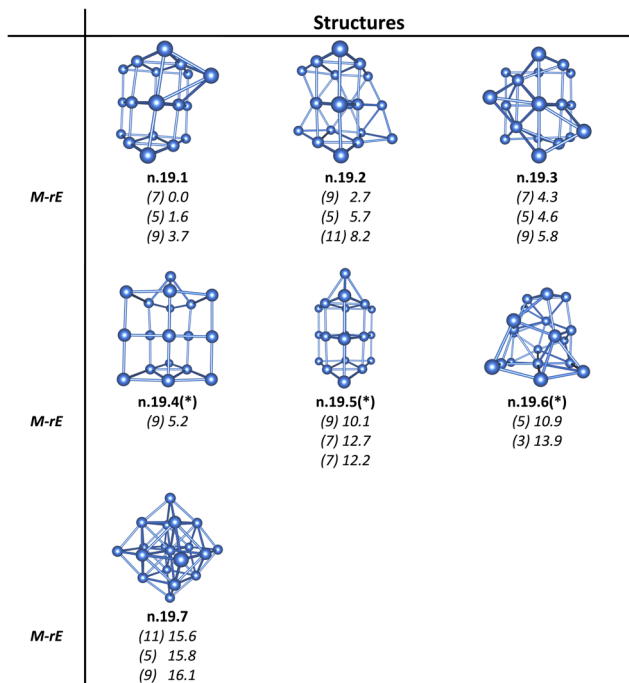 Structures
n.19.1 n.19.2 n.19.3
M-rE (7) 0.0 (9) 2.7 (7) 4.3
(5) 1.6 (5) 5.7 (5) 4.6
(9) 3.7 (11) 8.2 (9) 5.8
n.19.4(*) n.19.5(*) n.19.6(*)
M-rE (9) 5.2 (9) 10.1 (5) 10.9
(7) 12.7 (3) 13.9
(7) 12.2
n.19.7
M-rE (11) 15.6
(5) 15.8
(9) 16.1